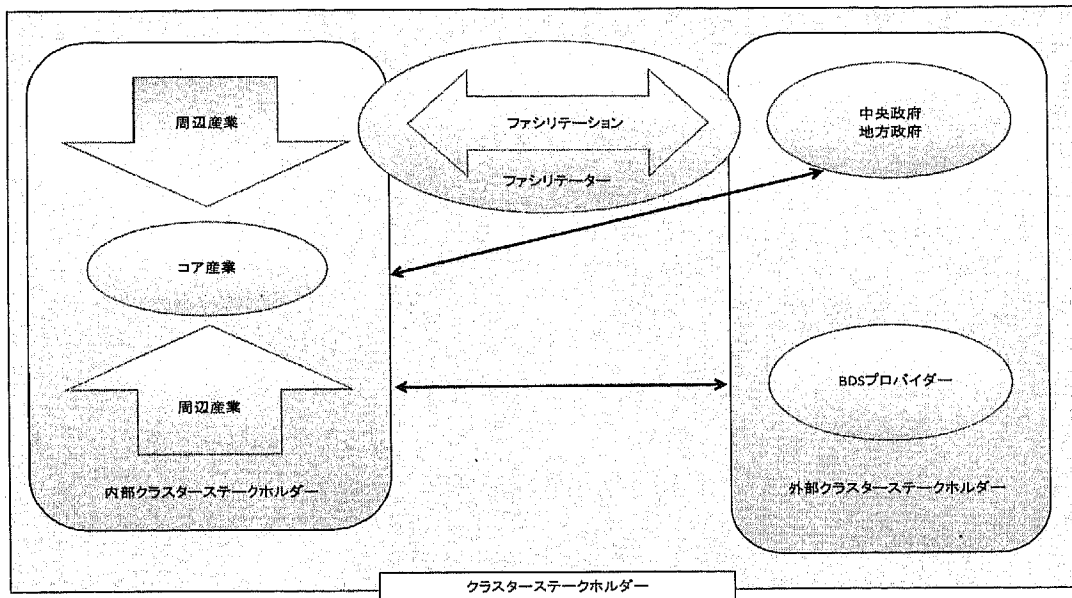 周辺産業
コア産業
周辺産業
内部クラスターステークホルダー
ファシリテーション
ファシリテーター
中央政府
地方政府
BDSプロバイダー
外部クラスターステークホルダー
クラスターステークホルダー